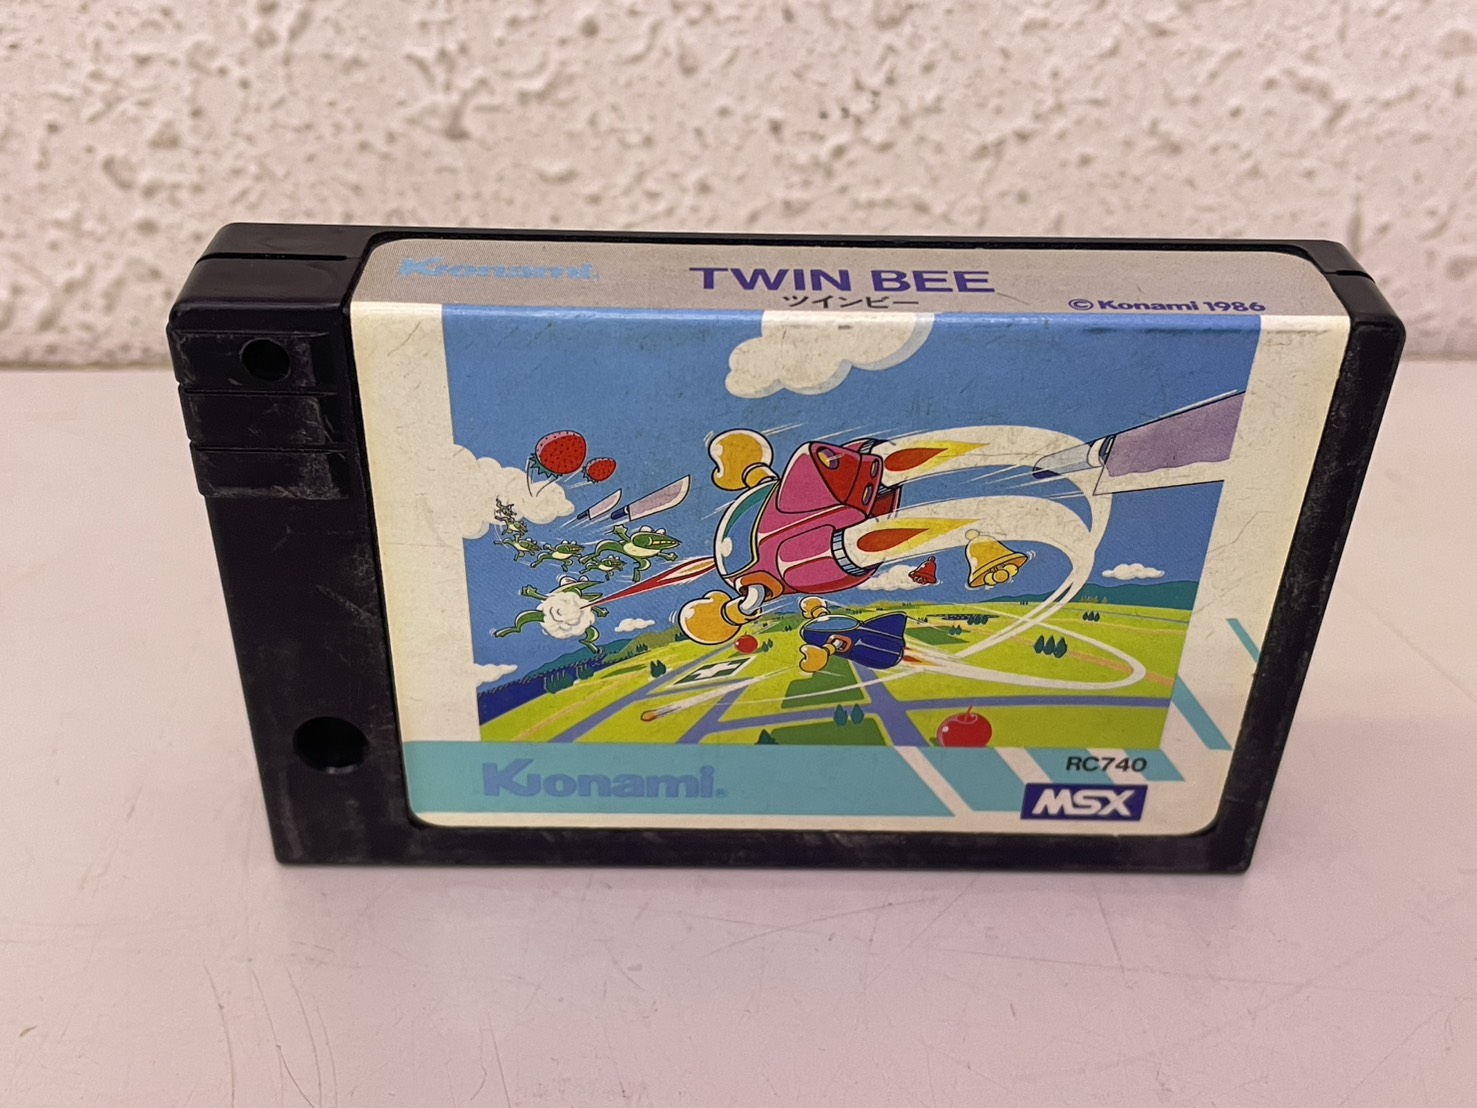 Konami
TWIN BEE
ツインビー
© Konami 1986
Konami.
RC740
MSX